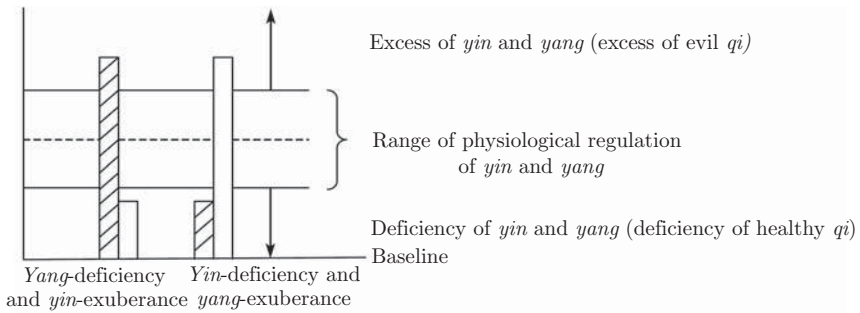 Excess of yin and yang (excess of evil qi)
Range of physiological regulation
of yin and yang
Deficiency of yin and yang (deficiency of healthy qi)
Baseline
Yang-deficiency
and yin-exuberance
Yin-deficiency and
yang-exuberance